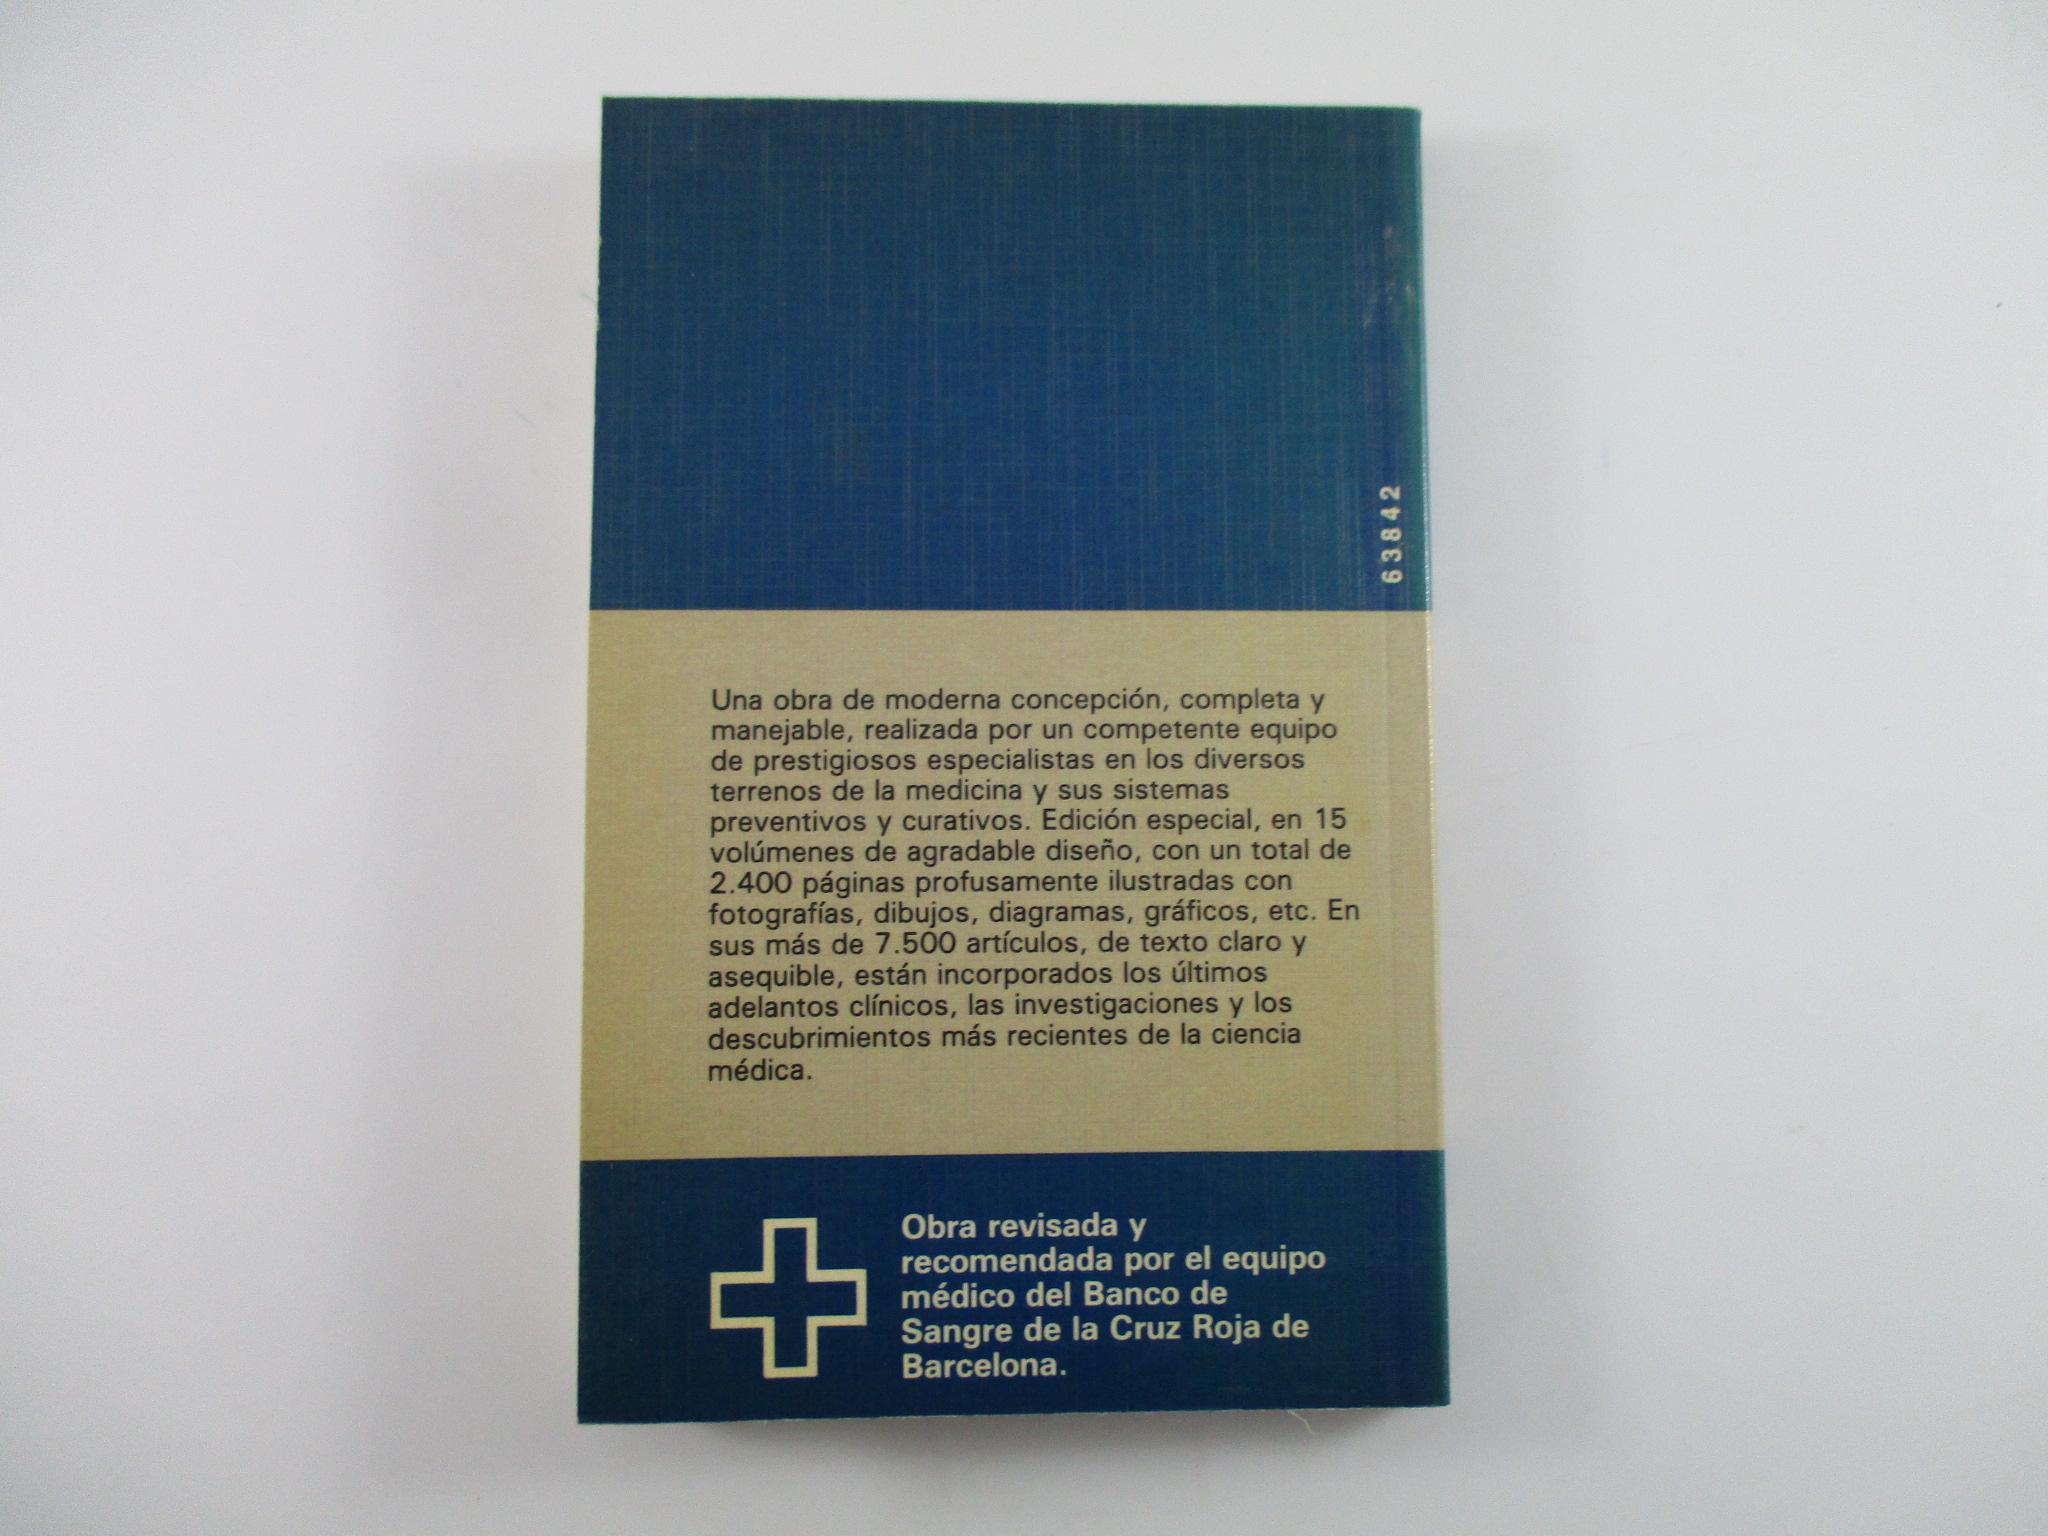 63842
Una obra de moderna concepción, completa y
manejable, realizada por un competente equipo
de prestigiosos especialistas en los diversos
terrenos de la medicina y sus sistemas
preventivos y curativos. Edición especial, en 15
volúmenes de agradable diseño, con un total de
2.400 páginas profusamente ilustradas con
fotografías, dibujos, diagramas, gráficos, etc. En
sus más de 7.500 artículos, de texto claro y
asequible, están incorporados los últimos
adelantos clínicos, las investigaciones y los
descubrimientos más recientes de la ciencia
médica.
Obra revisada y
recomendada por el equipo
médico del Banco de
Sangre de la Cruz Roja de
Barcelona.